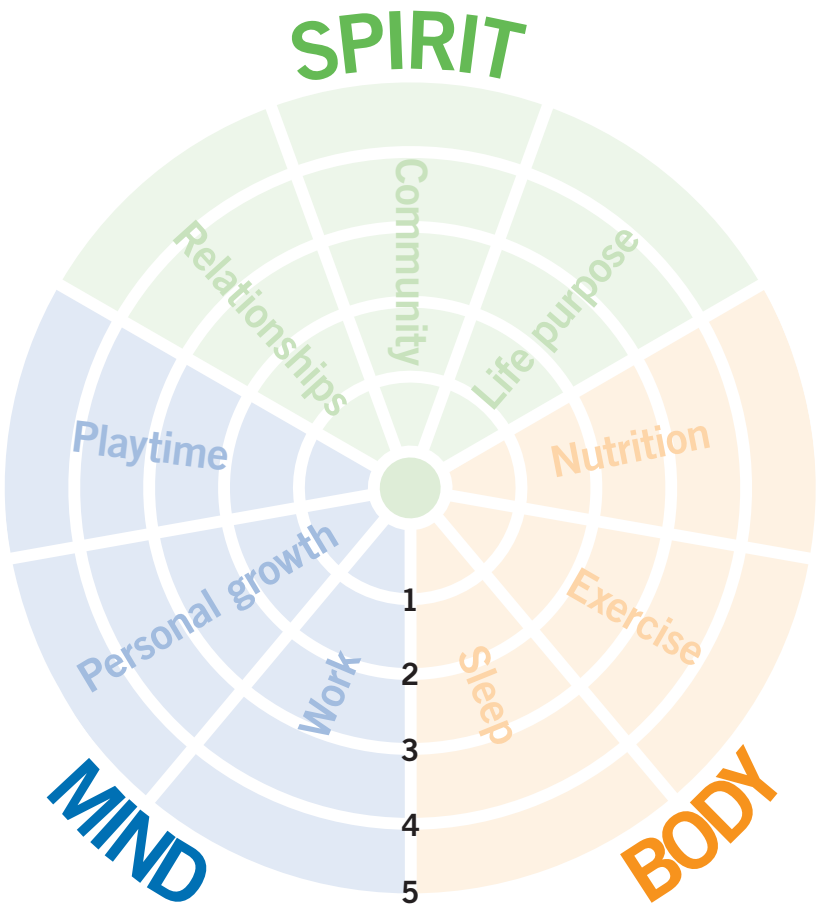 SPIRIT
Community
Relationships
Life purpose
Playtime
Nutrition
Personal growth
Exercise
Work
Sleep
1
2
3
4
5
MIND
BODY